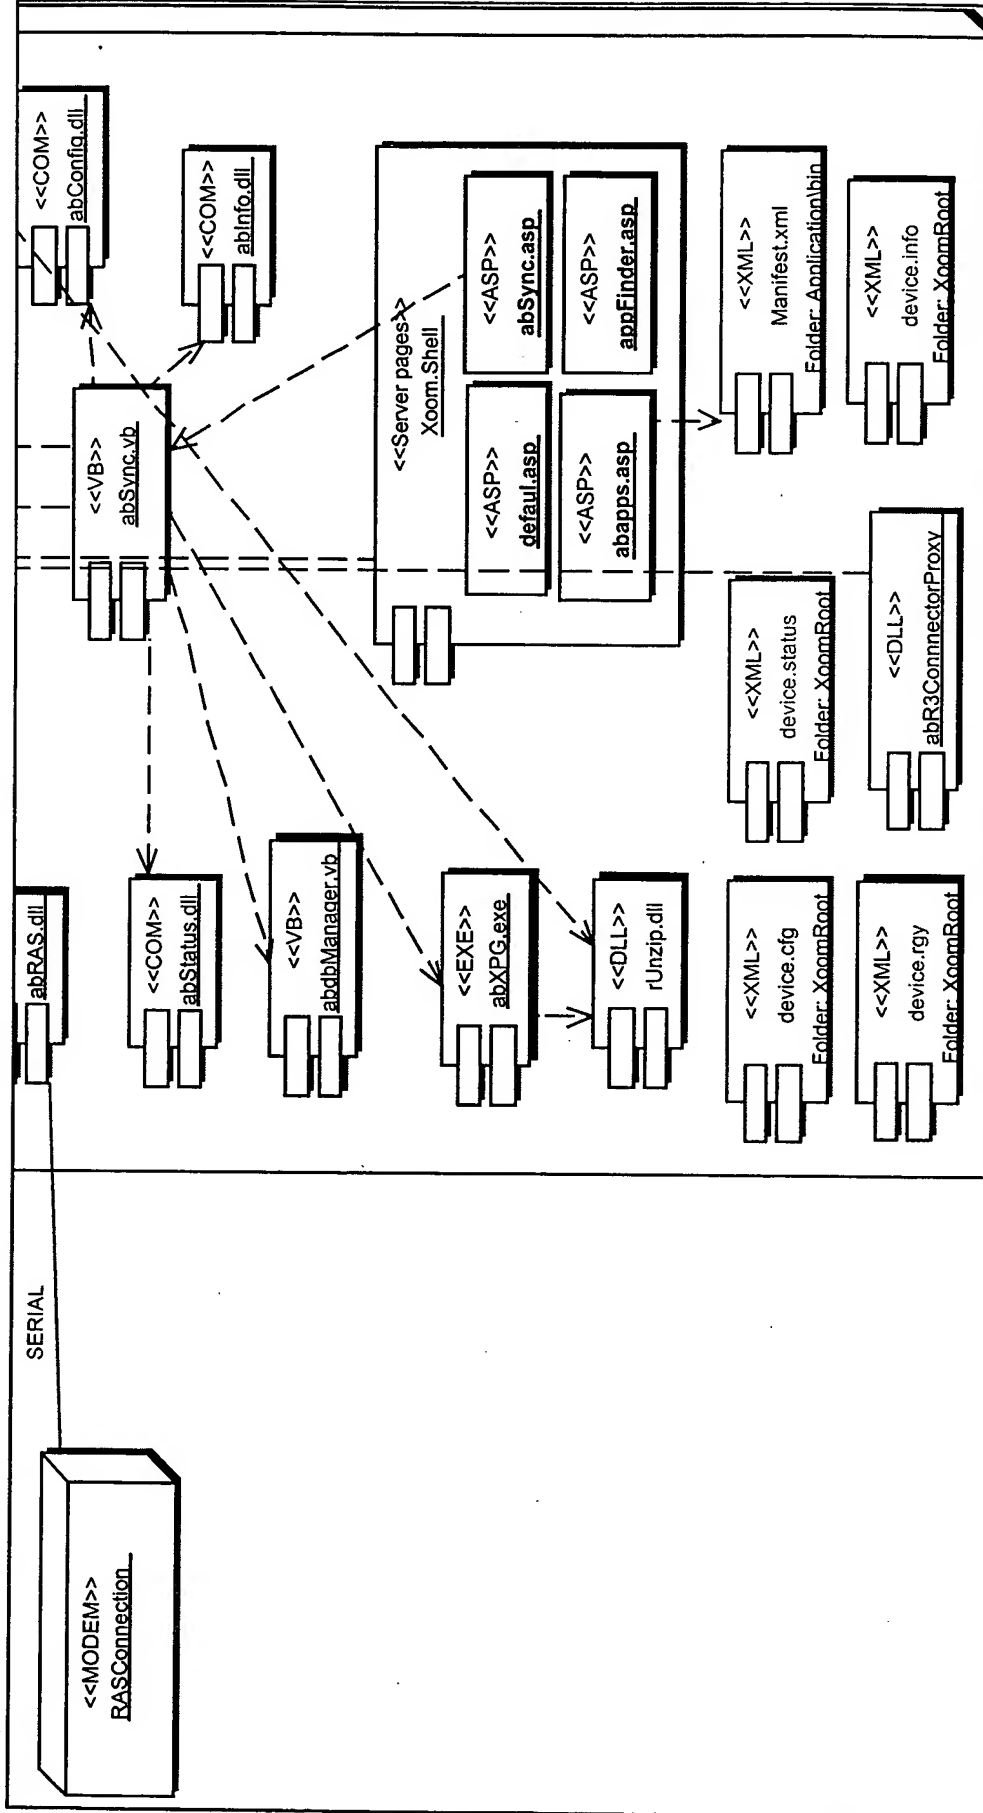 <<MODEM>>
RASConnection
SERIAL
abRAS.dll
<<COM>>
abStatus.dll
<<VB>>
abdbManager.vb
<<EXE>>
abXPG.exe
<<DLL>>
rUnzip.dll
<<XML>>
device.cfg
Folder: XoomRoot
<<XML>>
device.rgy
Folder: XoomRoot
<<VB>>
abSync.vb
<<COM>>
abConfig.dll
<<COM>>
abInfo.dll
<<Server pages>>
Xoom.Shell
<<ASP>>
defaul.asp
<<ASP>>
abSync.asp
<<ASP>>
abapps.asp
<<ASP>>
appFinder.asp
<<XML>>
device.status
Folder: XoomRoot
<<DLL>>
abR3ConnnectorProxy
<<XML>>
Manifest.xml
Folder: Application\bin
<<XML>>
device.info
Folder: XoomRoot